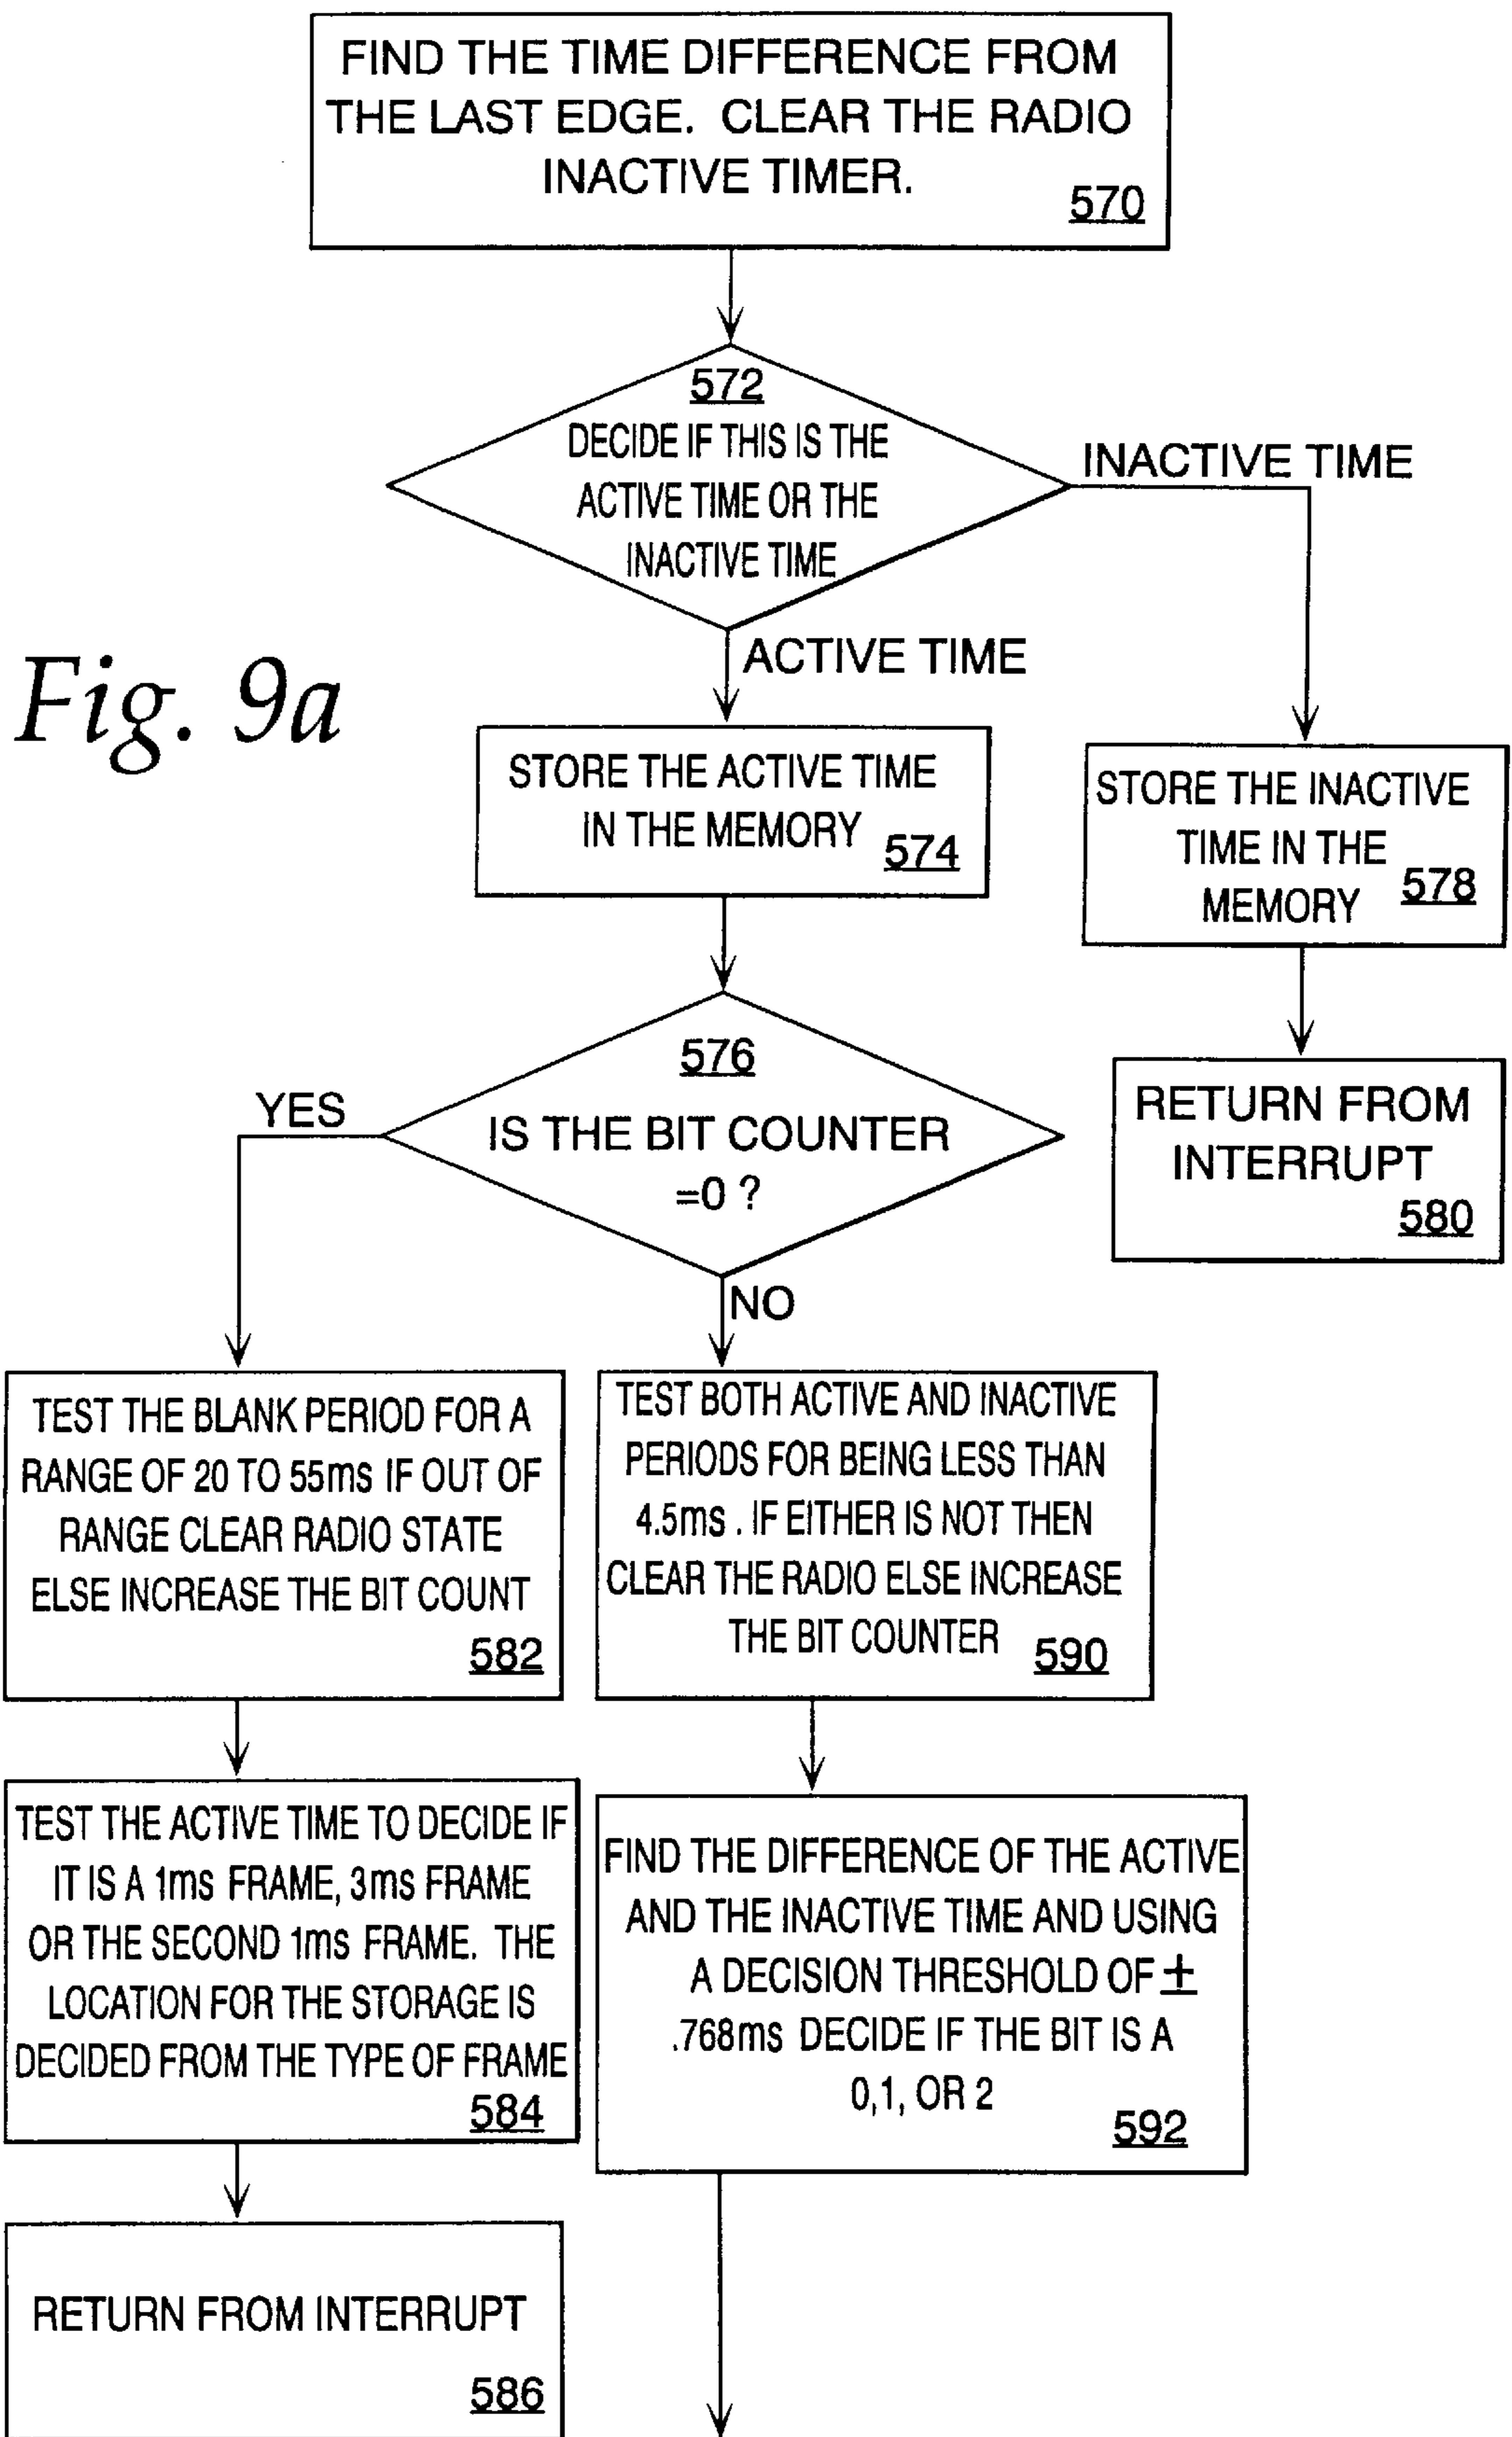 FIND THE TIME DIFFERENCE FROM
THE LAST EDGE. CLEAR THE RADIO
INACTIVE TIMER.
570
572
DECIDE IF THIS IS THE
ACTIVE TIME OR THE
INACTIVE TIME
INACTIVE TIME
ACTIVE TIME
Fig. 9a
STORE THE ACTIVE TIME
IN THE MEMORY
574
STORE THE INACTIVE
TIME IN THE
MEMORY
578
576
IS THE BIT COUNTER
=0 ?
YES
NO
RETURN FROM
INTERRUPT
580
TEST THE BLANK PERIOD FOR A
RANGE OF 20 TO 55ms IF OUT OF
RANGE CLEAR RADIO STATE
ELSE INCREASE THE BIT COUNT
582
TEST BOTH ACTIVE AND INACTIVE
PERIODS FOR BEING LESS THAN
4.5ms . IF EITHER IS NOT THEN
CLEAR THE RADIO ELSE INCREASE
THE BIT COUNTER
590
TEST THE ACTIVE TIME TO DECIDE IF
IT IS A 1ms FRAME, 3ms FRAME
OR THE SECOND 1ms FRAME. THE
LOCATION FOR THE STORAGE IS
DECIDED FROM THE TYPE OF FRAME
584
FIND THE DIFFERENCE OF THE ACTIVE
AND THE INACTIVE TIME AND USING
A DECISION THRESHOLD OF ±
.768ms DECIDE IF THE BIT IS A
0,1, OR 2
592
RETURN FROM INTERRUPT
586